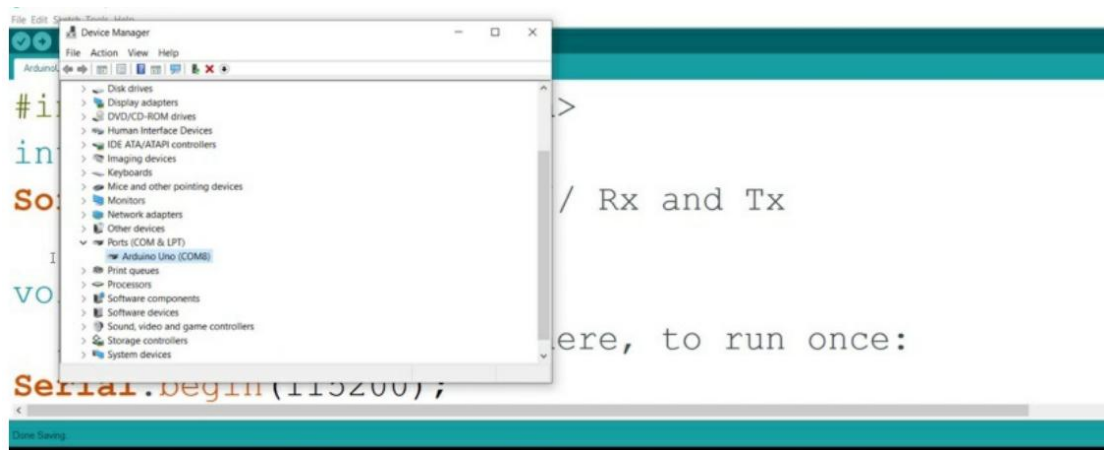 File Edit Sketch Tools Help
Device Manager
File Action View Help
Disk drives
Display adapters
DVD/CD-ROM drives
Human Interface Devices
IDE ATA/ATAPI controllers
Imaging devices
Keyboards
Mice and other pointing devices
Monitors
Network adapters
Other devices
Ports (COM & LPT)
Arduino Uno (COM8)
Print queues
Processors
Software components
Software devices
Sound, video and game controllers
Storage controllers
System devices
#i >
in
So / Rx and Tx
vo
ere, to run once:
Serial.begin(115200);
Done Saving.